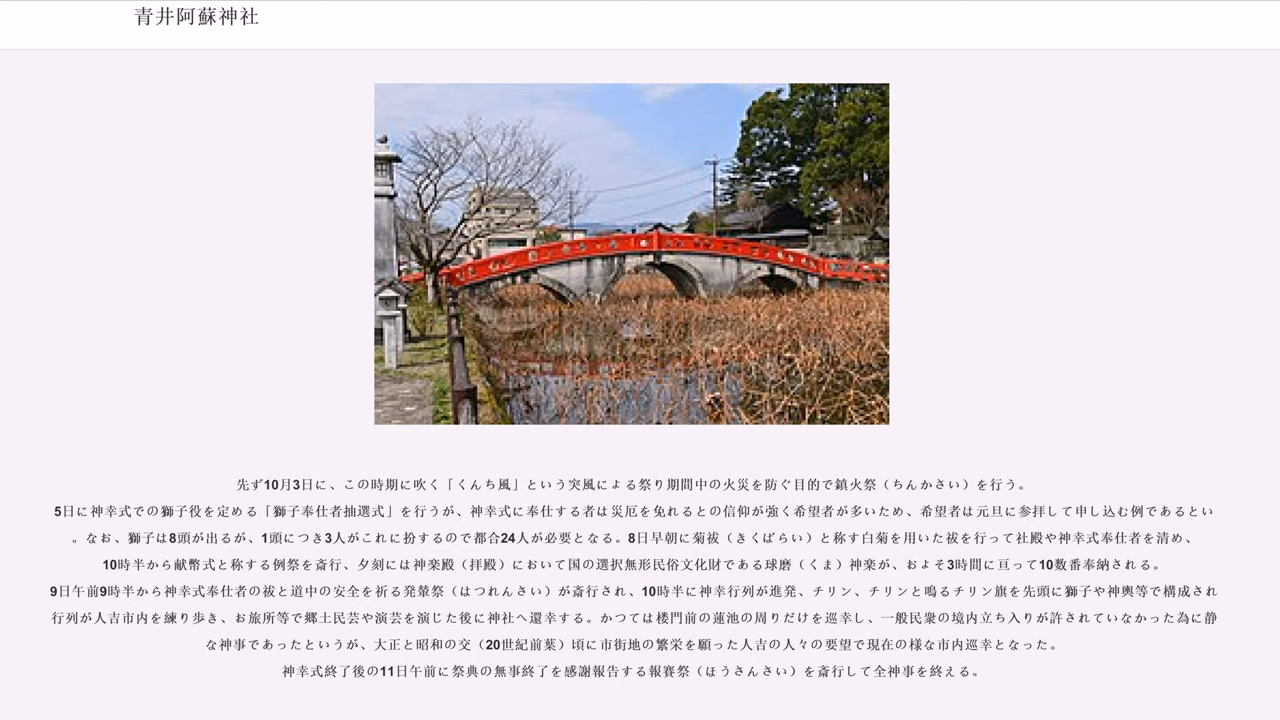 青井阿蘇神社
先ず10月3日に、この時期に吹く「くんち風」という突風による祭り期間中の火災を防ぐ目的で鎮火祭（ちんかさい）を行う。
5日に神幸式での獅子役を定める「獅子奉仕者抽選式」を行うが、神幸式に奉仕する者は災厄を免れるとの信仰が強く希望者が多いため、希望者は元旦に参拝して申し込む例であるとい
。なお、獅子は8頭が出るが、1頭につき3人がこれに扮するので都合24人が必要となる。8日早朝に菊祓（きくばらい）と称す白菊を用いた祓を行って社殿や神幸式奉仕者を清め、
10時半から献幣式と称する例祭を斎行、夕刻には神楽殿（拝殿）において国の選択無形民俗文化財である球磨（くま）神楽が、およそ3時間に亘って10数番奉納される。
9日午前9時半から神幸式奉仕者の祓と道中の安全を祈る発輦祭（はつれんさい）が斎行され、10時半に神幸行列が進発、チリン、チリンと鳴るチリン旗を先頭に獅子や神輿等で構成され
行列が人吉市内を練り歩き、お旅所等で郷土民芸や演芸を演じた後に神社へ還幸する。かつては楼門前の蓮池の周りだけを巡幸し、一般民衆の境内立ち入りが許されていなかった為に静
な神事であったというが、大正と昭和の交（20世紀前葉）頃に市街地の繁栄を願った人吉の人々の要望で現在の様な市内巡幸となった。
神幸式終了後の11日午前に祭典の無事終了を感謝報告する報賽祭（ほうさんさい）を斎行して全神事を終える。